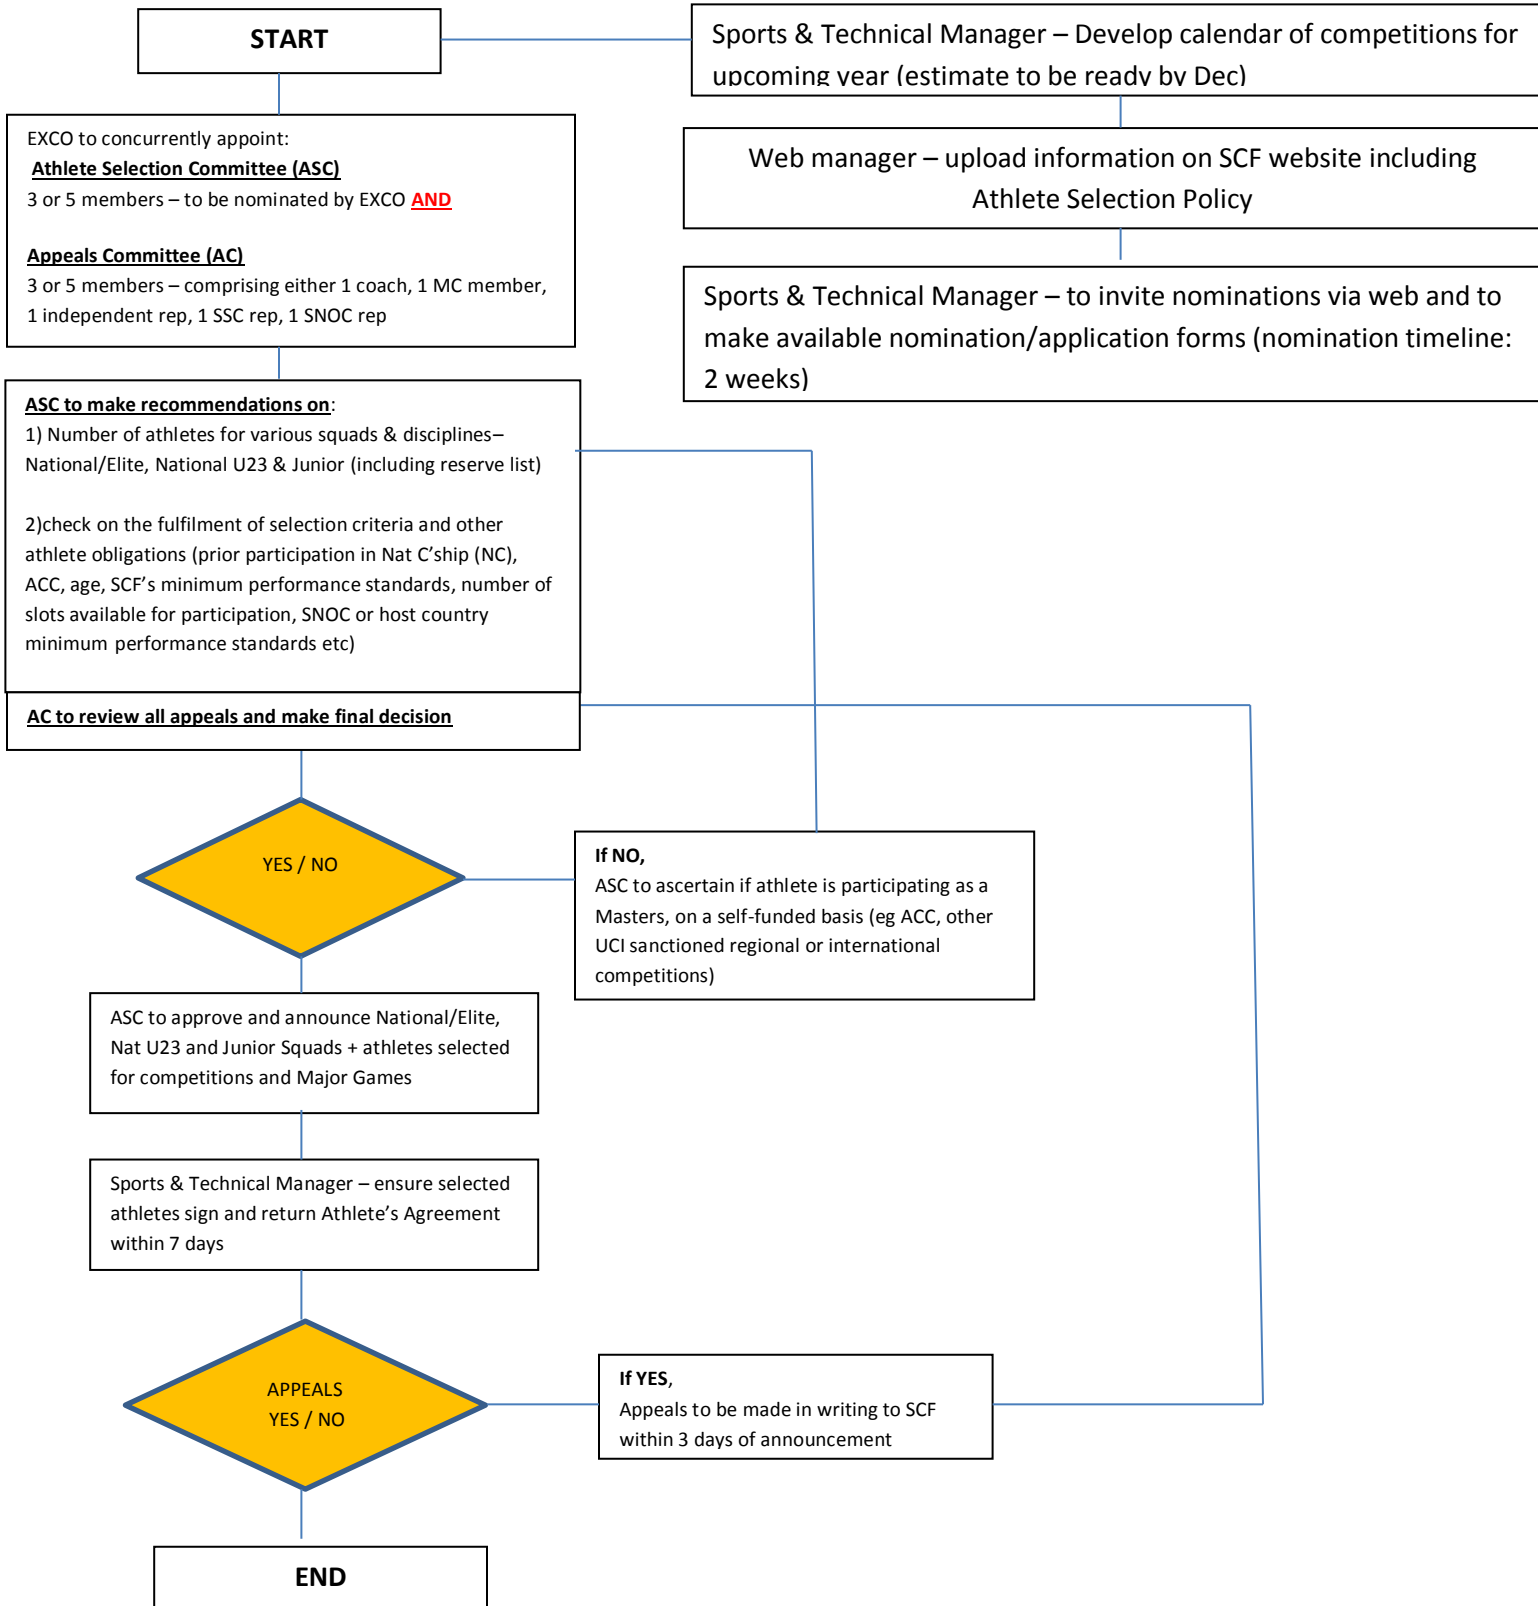 START
Sports & Technical Manager – Develop calendar of competitions for
upcoming year (estimate to be ready by Dec)
EXCO to concurrently appoint:
Athlete Selection Committee (ASC)
3 or 5 members – to be nominated by EXCO AND
Appeals Committee (AC)
3 or 5 members – comprising either 1 coach, 1 MC member,
1 independent rep, 1 SSC rep, 1 SNOC rep
Web manager – upload information on SCF website including
Athlete Selection Policy
Sports & Technical Manager – to invite nominations via web and to
make available nomination/application forms (nomination timeline:
2 weeks)
ASC to make recommendations on:
1) Number of athletes for various squads & disciplines–
National/Elite, National U23 & Junior (including reserve list)
2)check on the fulfilment of selection criteria and other
athlete obligations (prior participation in Nat C’ship (NC),
ACC, age, SCF’s minimum performance standards, number of
slots available for participation, SNOC or host country
minimum performance standards etc)
AC to review all appeals and make final decision
YES / NO
If NO,
ASC to ascertain if athlete is participating as a
Masters, on a self-funded basis (eg ACC, other
UCI sanctioned regional or international
competitions)
ASC to approve and announce National/Elite,
Nat U23 and Junior Squads + athletes selected
for competitions and Major Games
Sports & Technical Manager – ensure selected
athletes sign and return Athlete’s Agreement
within 7 days
APPEALS
YES / NO
If YES,
Appeals to be made in writing to SCF
within 3 days of announcement
END